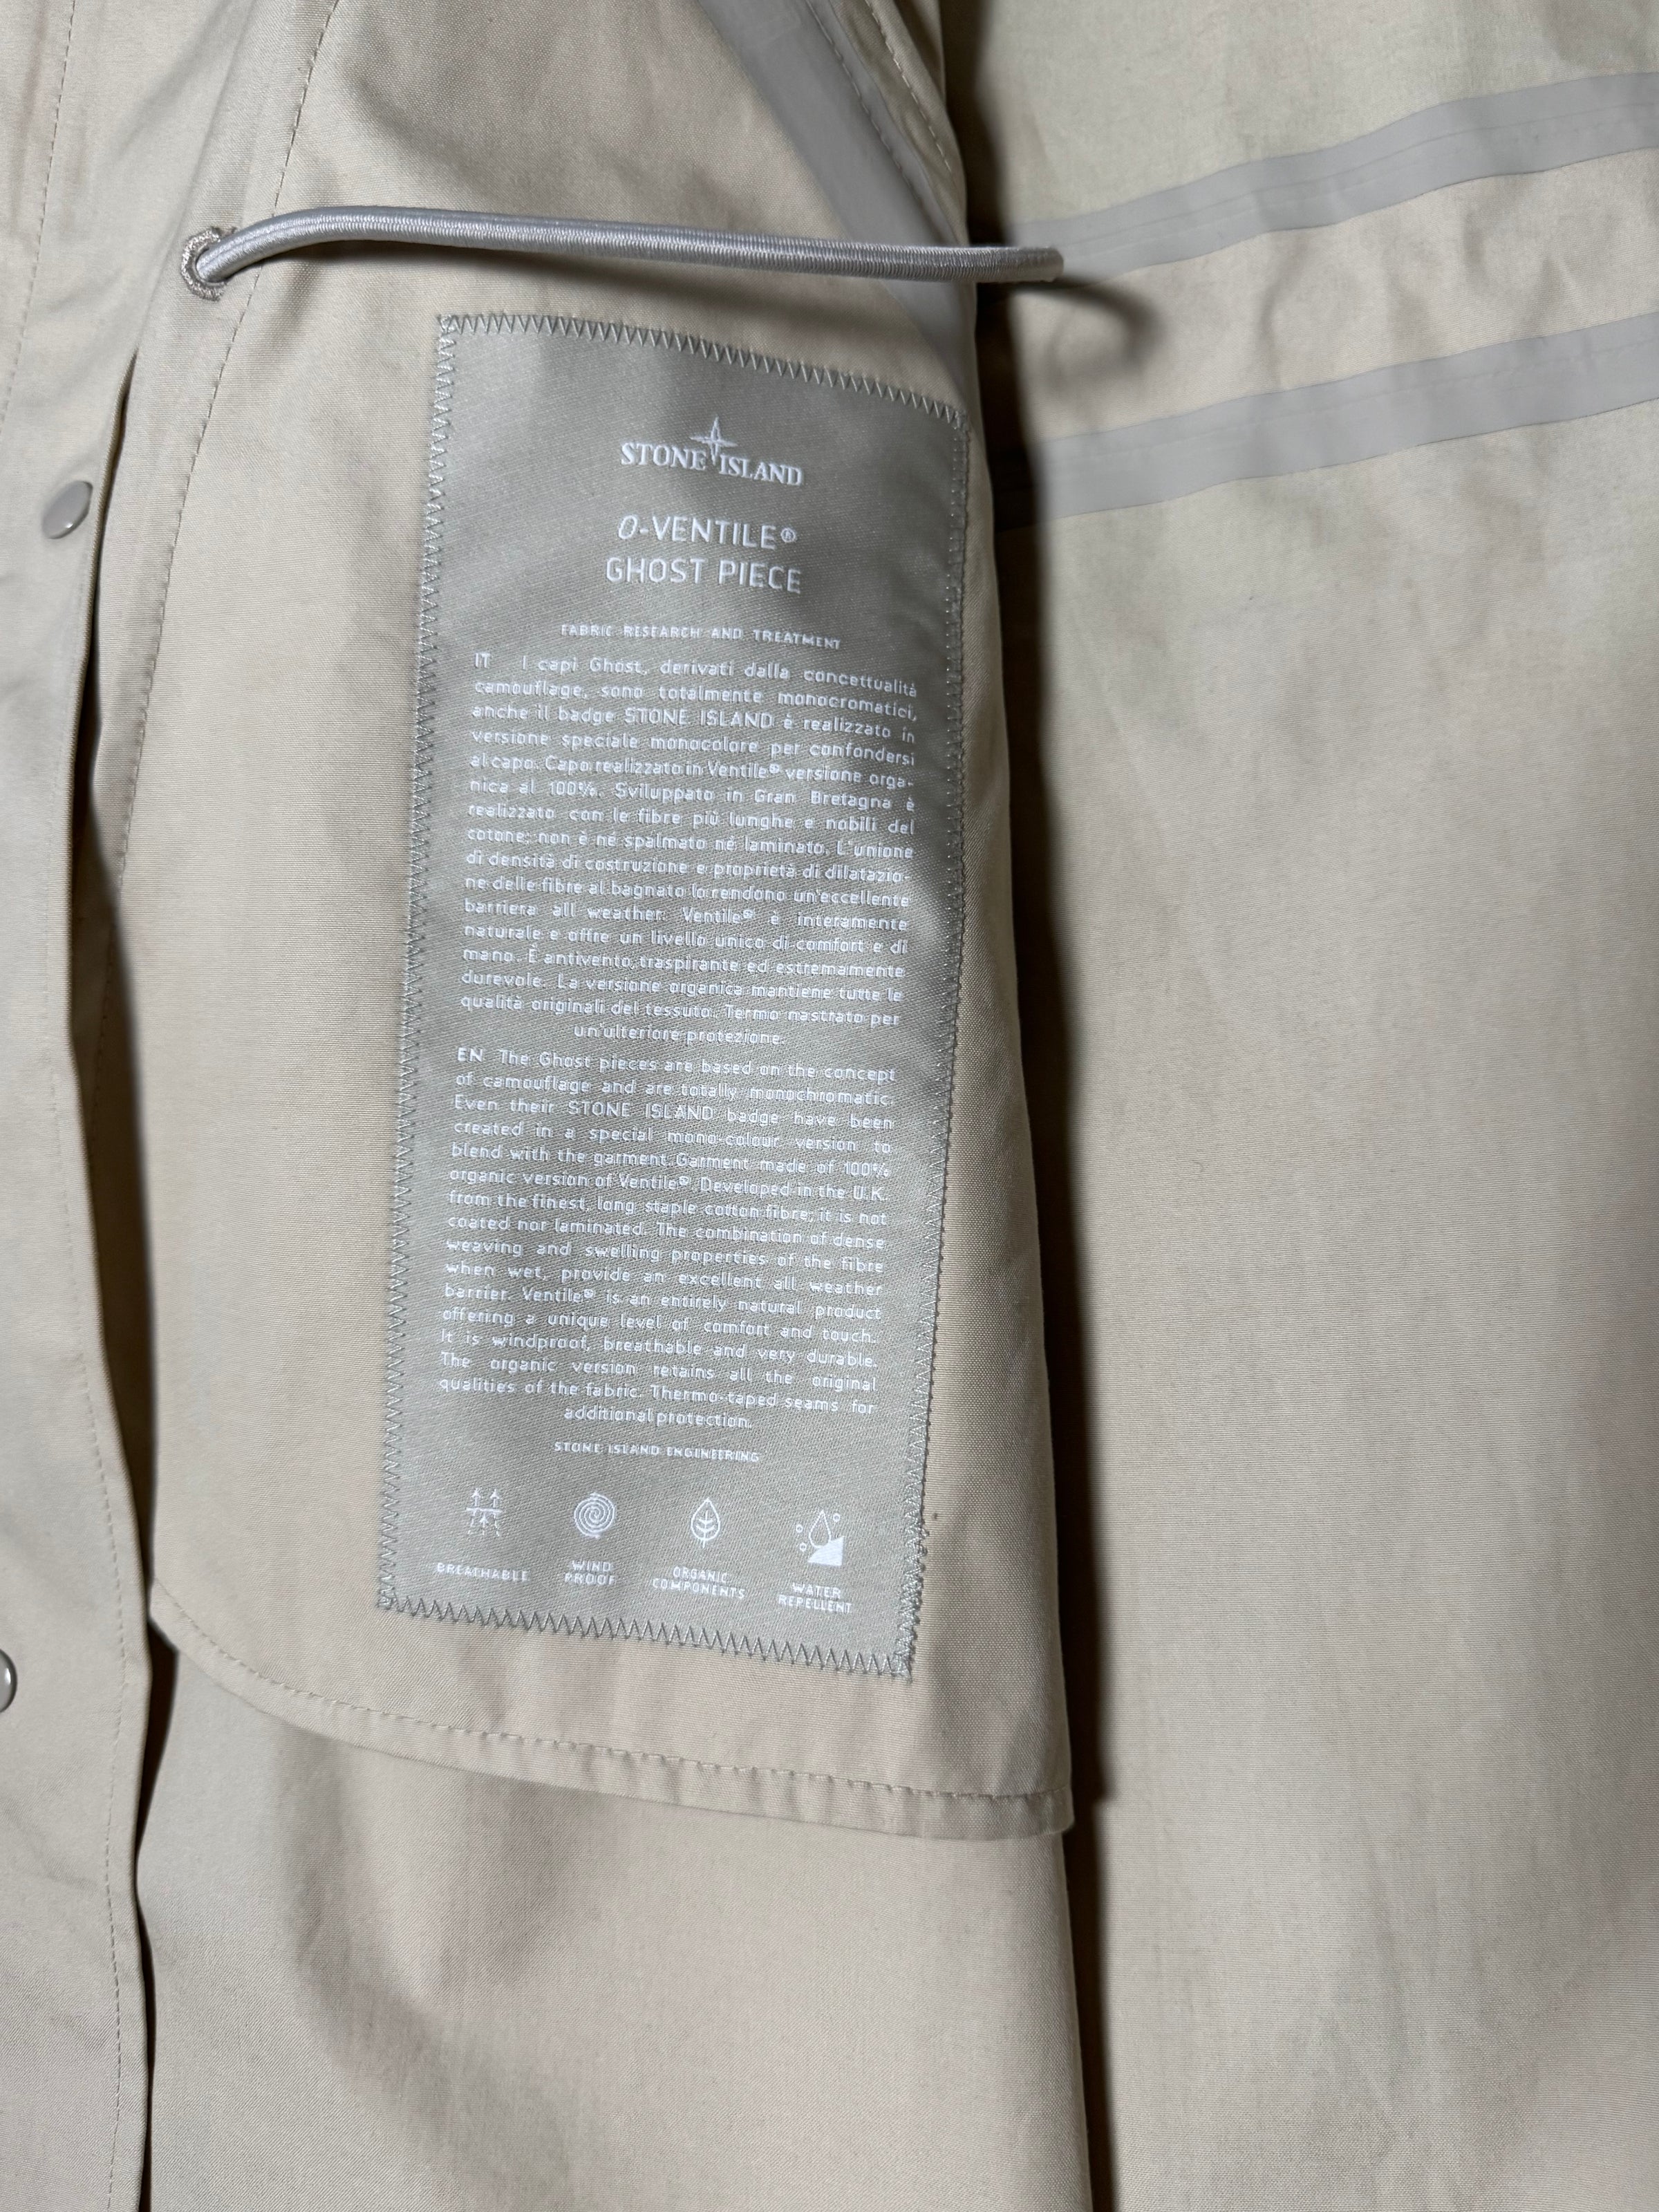 STONE ISLAND
O-VENTILE®
GHOST PIECE
FABRIC RESEARCH AND TREATMENT
IT I capi Ghost, derivati dalla concettualità
camouflage, sono totalmente monocromatici,
anche il badge STONE ISLAND è realizzato in
versione speciale monocolore per confondersi
al capo. Capo realizzato in Ventile® versione orga-
nica al 100%. Sviluppato in Gran Bretagna è
realizzato con le fibre più lunghe e nobili del
cotone; non è né spalmato né laminato. L'unione
di densità di costruzione e proprietà di dilatazio-
ne delle fibre al bagnato lo rendono un'eccellente
barriera all weather. Ventile® è interamente
naturale e offre un livello unico di comfort e di
mano. È antivento, traspirante ed estremamente
durevole. La versione organica mantiene tutte le
qualità originali del tessuto. Termo nastrato per
un'ulteriore protezione.
EN The Ghost pieces are based on the concept
of camouflage and are totally monochromatic.
Even their STONE ISLAND badge have been
created in a special mono-colour version to
blend with the garment. Garment made of 100%
organic version of Ventile®. Developed in the U.K.
from the finest, long staple cotton fibre; it is not
coated nor laminated. The combination of dense
weaving and swelling properties of the fibre
when wet, provide an excellent all weather
barrier. Ventile® is an entirely natural product
offering a unique level of comfort and touch.
It is windproof, breathable and very durable.
The organic version retains all the original
qualities of the fabric. Thermo-taped seams for
additional protection.
STONE ISLAND ENGINEERING
BREATHABLE
WIND
PROOF
ORGANIC
COMPONENTS
WATER
REPELLENT